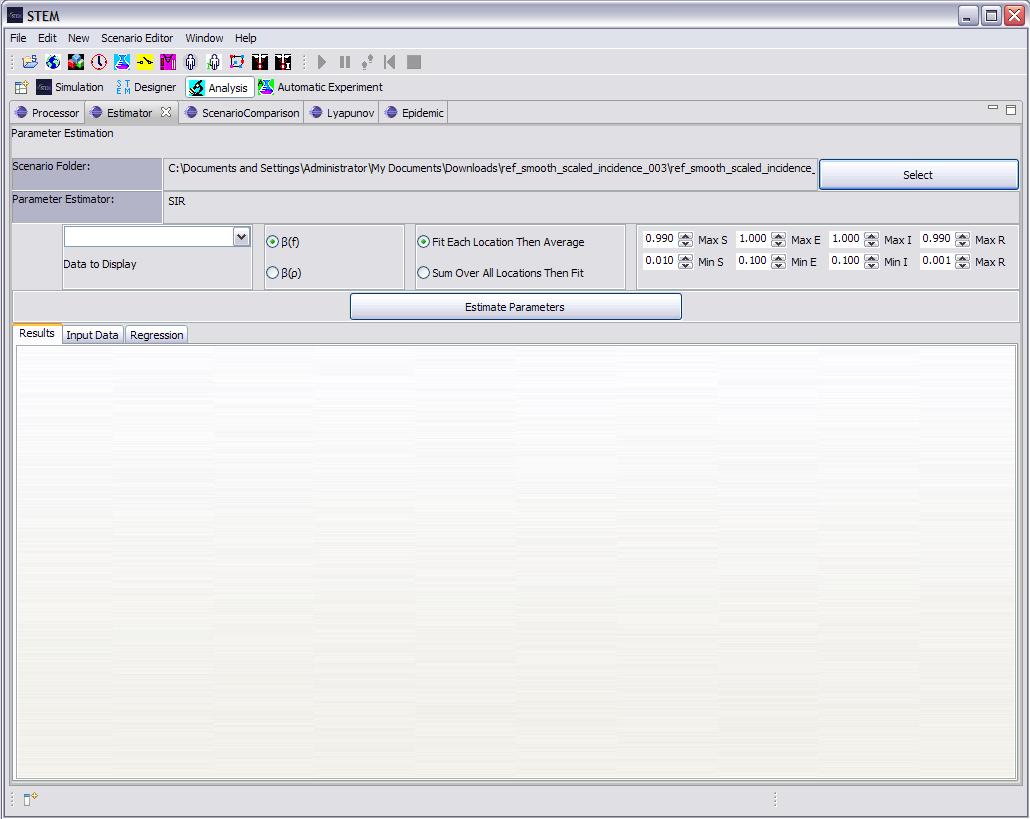 STEM
File Edit New Scenario Editor Window Help
Simulation Designer Analysis Automatic Experiment
Processor Estimator ScenarioComparison Lyapunov Epidemic
Parameter Estimation
Scenario Folder: C:\Documents and Settings\Administrator\My Documents\Downloads\ref_smooth_scaled_incidence_003\ref_smooth_scaled_incidence_ Select
Parameter Estimator: SIR
β(f) Fit Each Location Then Average 0.990 Max S 1.000 Max E 1.000 Max I 0.990 Max R
Data to Display β(ρ) Sum Over All Locations Then Fit 0.010 Min S 0.100 Min E 0.100 Min I 0.001 Max R
Estimate Parameters
Results Input Data Regression